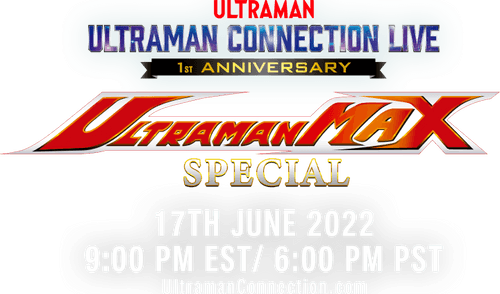 ULTRAMAN
ULTRAMAN CONNECTION LIVE
1ST ANNIVERSARY
ULTRAMAN MAX
SPECIAL
17TH JUNE 2022
9:00 PM EST/ 6:00 PM PST
UltramanConnection.com